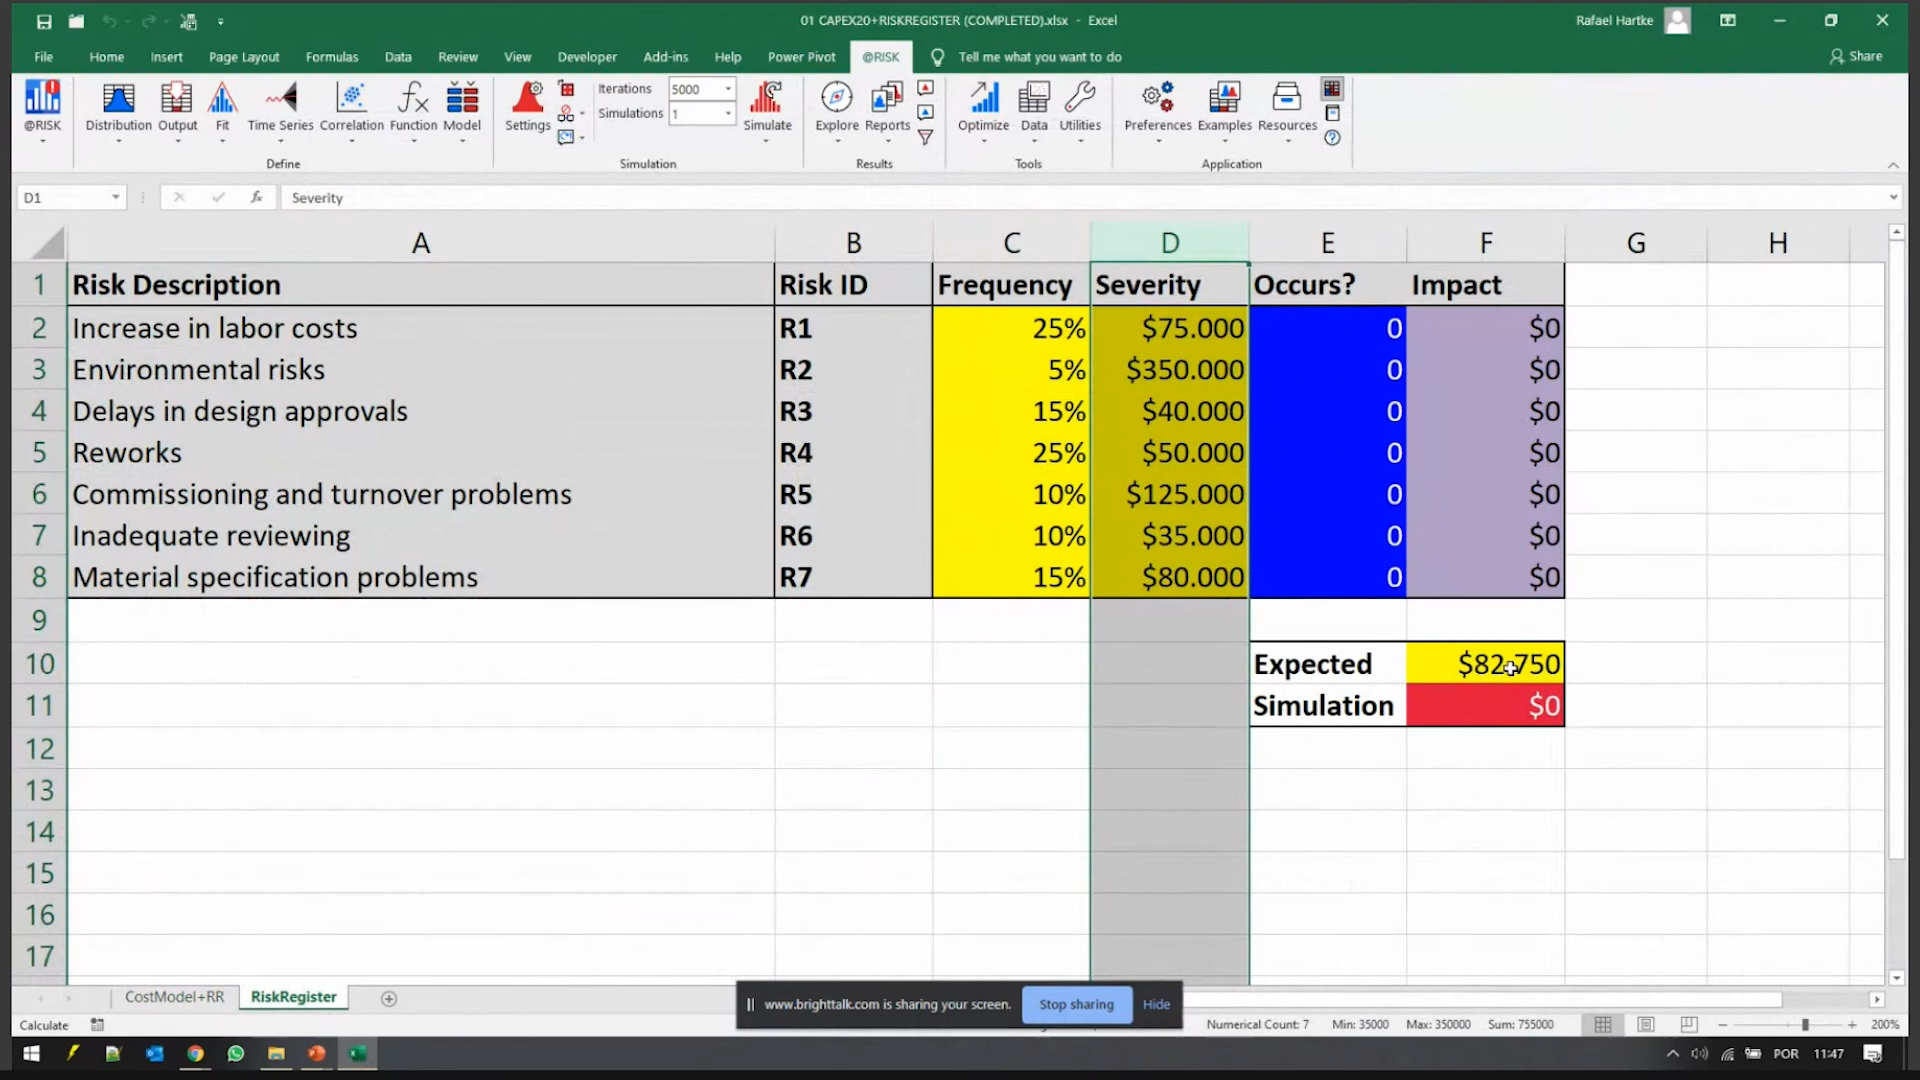 01 CAPEX20+RISKREGISTER (COMPLETED).xlsx - Excel
Rafael Hartke
File Home Insert Page Layout Formulas Data Review View Developer Add-ins Help Power Pivot @RISK Tell me what you want to do Share
Iterations 5000
Simulations 1
@RISK Distribution Output Fit Time Series Correlation Function Model Settings Simulate Explore Reports Optimize Data Utilities Preferences Examples Resources
Define Simulation Results Tools Application
D1 fx Severity
A B C D E F G H
1 Risk Description Risk ID Frequency Severity Occurs? Impact
2 Increase in labor costs R1 25% $75.000 0 $0
3 Environmental risks R2 5% $350.000 0 $0
4 Delays in design approvals R3 15% $40.000 0 $0
5 Reworks R4 25% $50.000 0 $0
6 Commissioning and turnover problems R5 10% $125.000 0 $0
7 Inadequate reviewing R6 10% $35.000 0 $0
8 Material specification problems R7 15% $80.000 0 $0
9
10 Expected $82.750
11 Simulation $0
12
13
14
15
16
17
CostModel+RR RiskRegister
www.brighttalk.com is sharing your screen. Stop sharing Hide
Calculate Numerical Count: 7 Min: 35000 Max: 350000 Sum: 755000 200%
POR 11:47